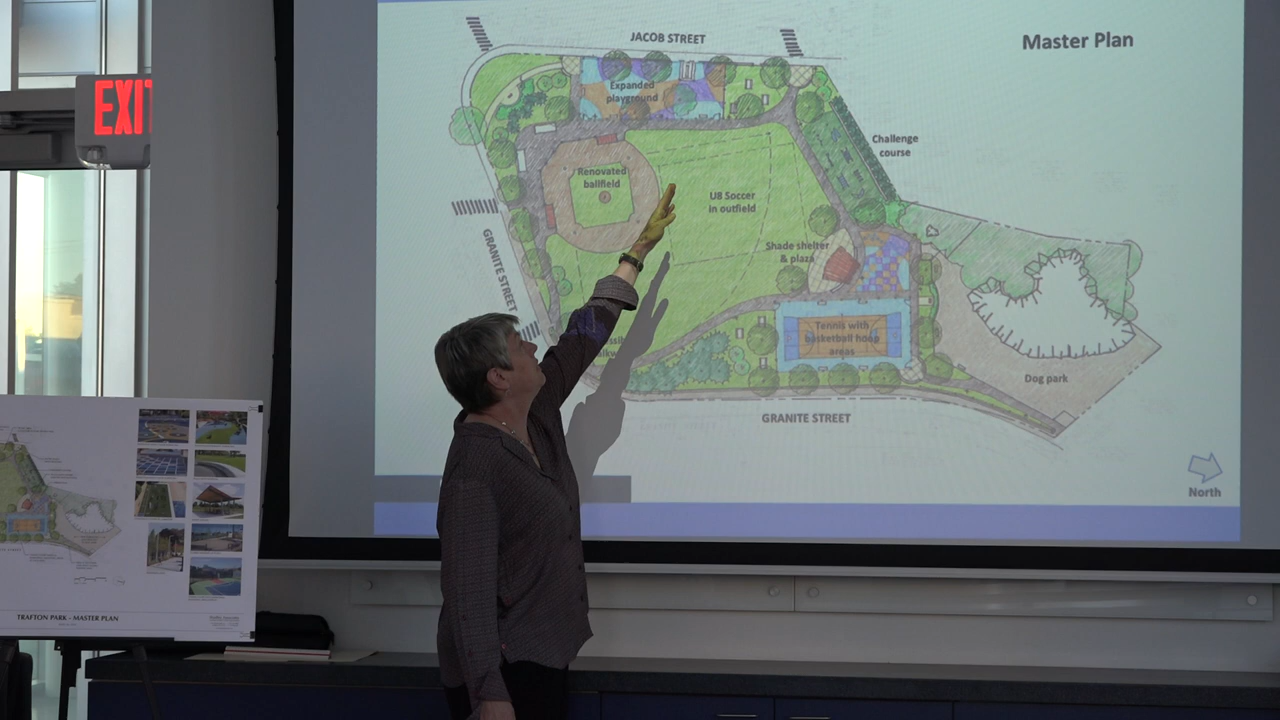 EXIT
JACOB STREET
Master Plan
Expanded
playground
Challenge
course
Renovated
ballfield
U8 Soccer
in outfield
GRANITE STREET
Shade shelter
& plaza
Tennis with
basketball hoop
areas
Dog park
GRANITE STREET
North
TRAFTON PARK - MASTER PLAN